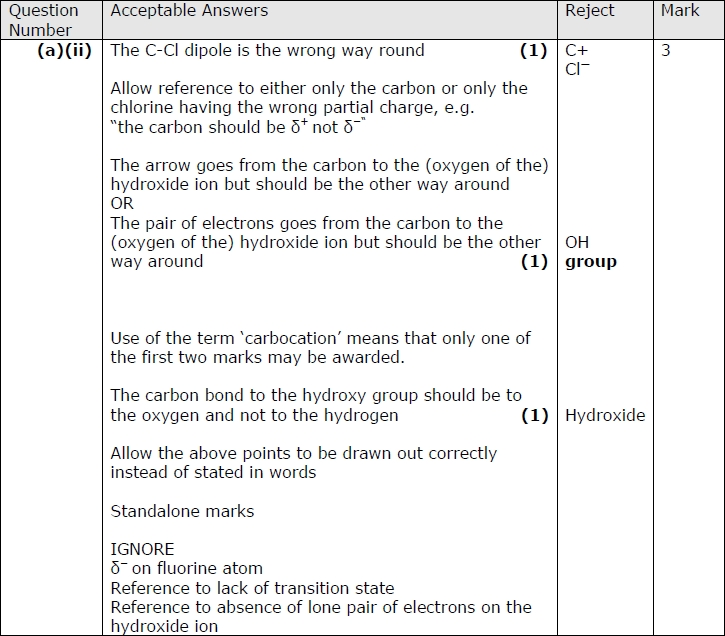 Question Number
Acceptable Answers
Reject
Mark
(a)(ii)
The C-Cl dipole is the wrong way round (1)
C+
Cl⁻
3
Allow reference to either only the carbon or only the
chlorine having the wrong partial charge, e.g.
“the carbon should be δ⁺ not δ⁻”
The arrow goes from the carbon to the (oxygen of the)
hydroxide ion but should be the other way around
OR
The pair of electrons goes from the carbon to the
(oxygen of the) hydroxide ion but should be the other
way around (1)
OH
group
Use of the term ‘carbocation’ means that only one of
the first two marks may be awarded.
The carbon bond to the hydroxy group should be to
the oxygen and not to the hydrogen (1)
Hydroxide
Allow the above points to be drawn out correctly
instead of stated in words
Standalone marks
IGNORE
δ⁻ on fluorine atom
Reference to lack of transition state
Reference to absence of lone pair of electrons on the
hydroxide ion